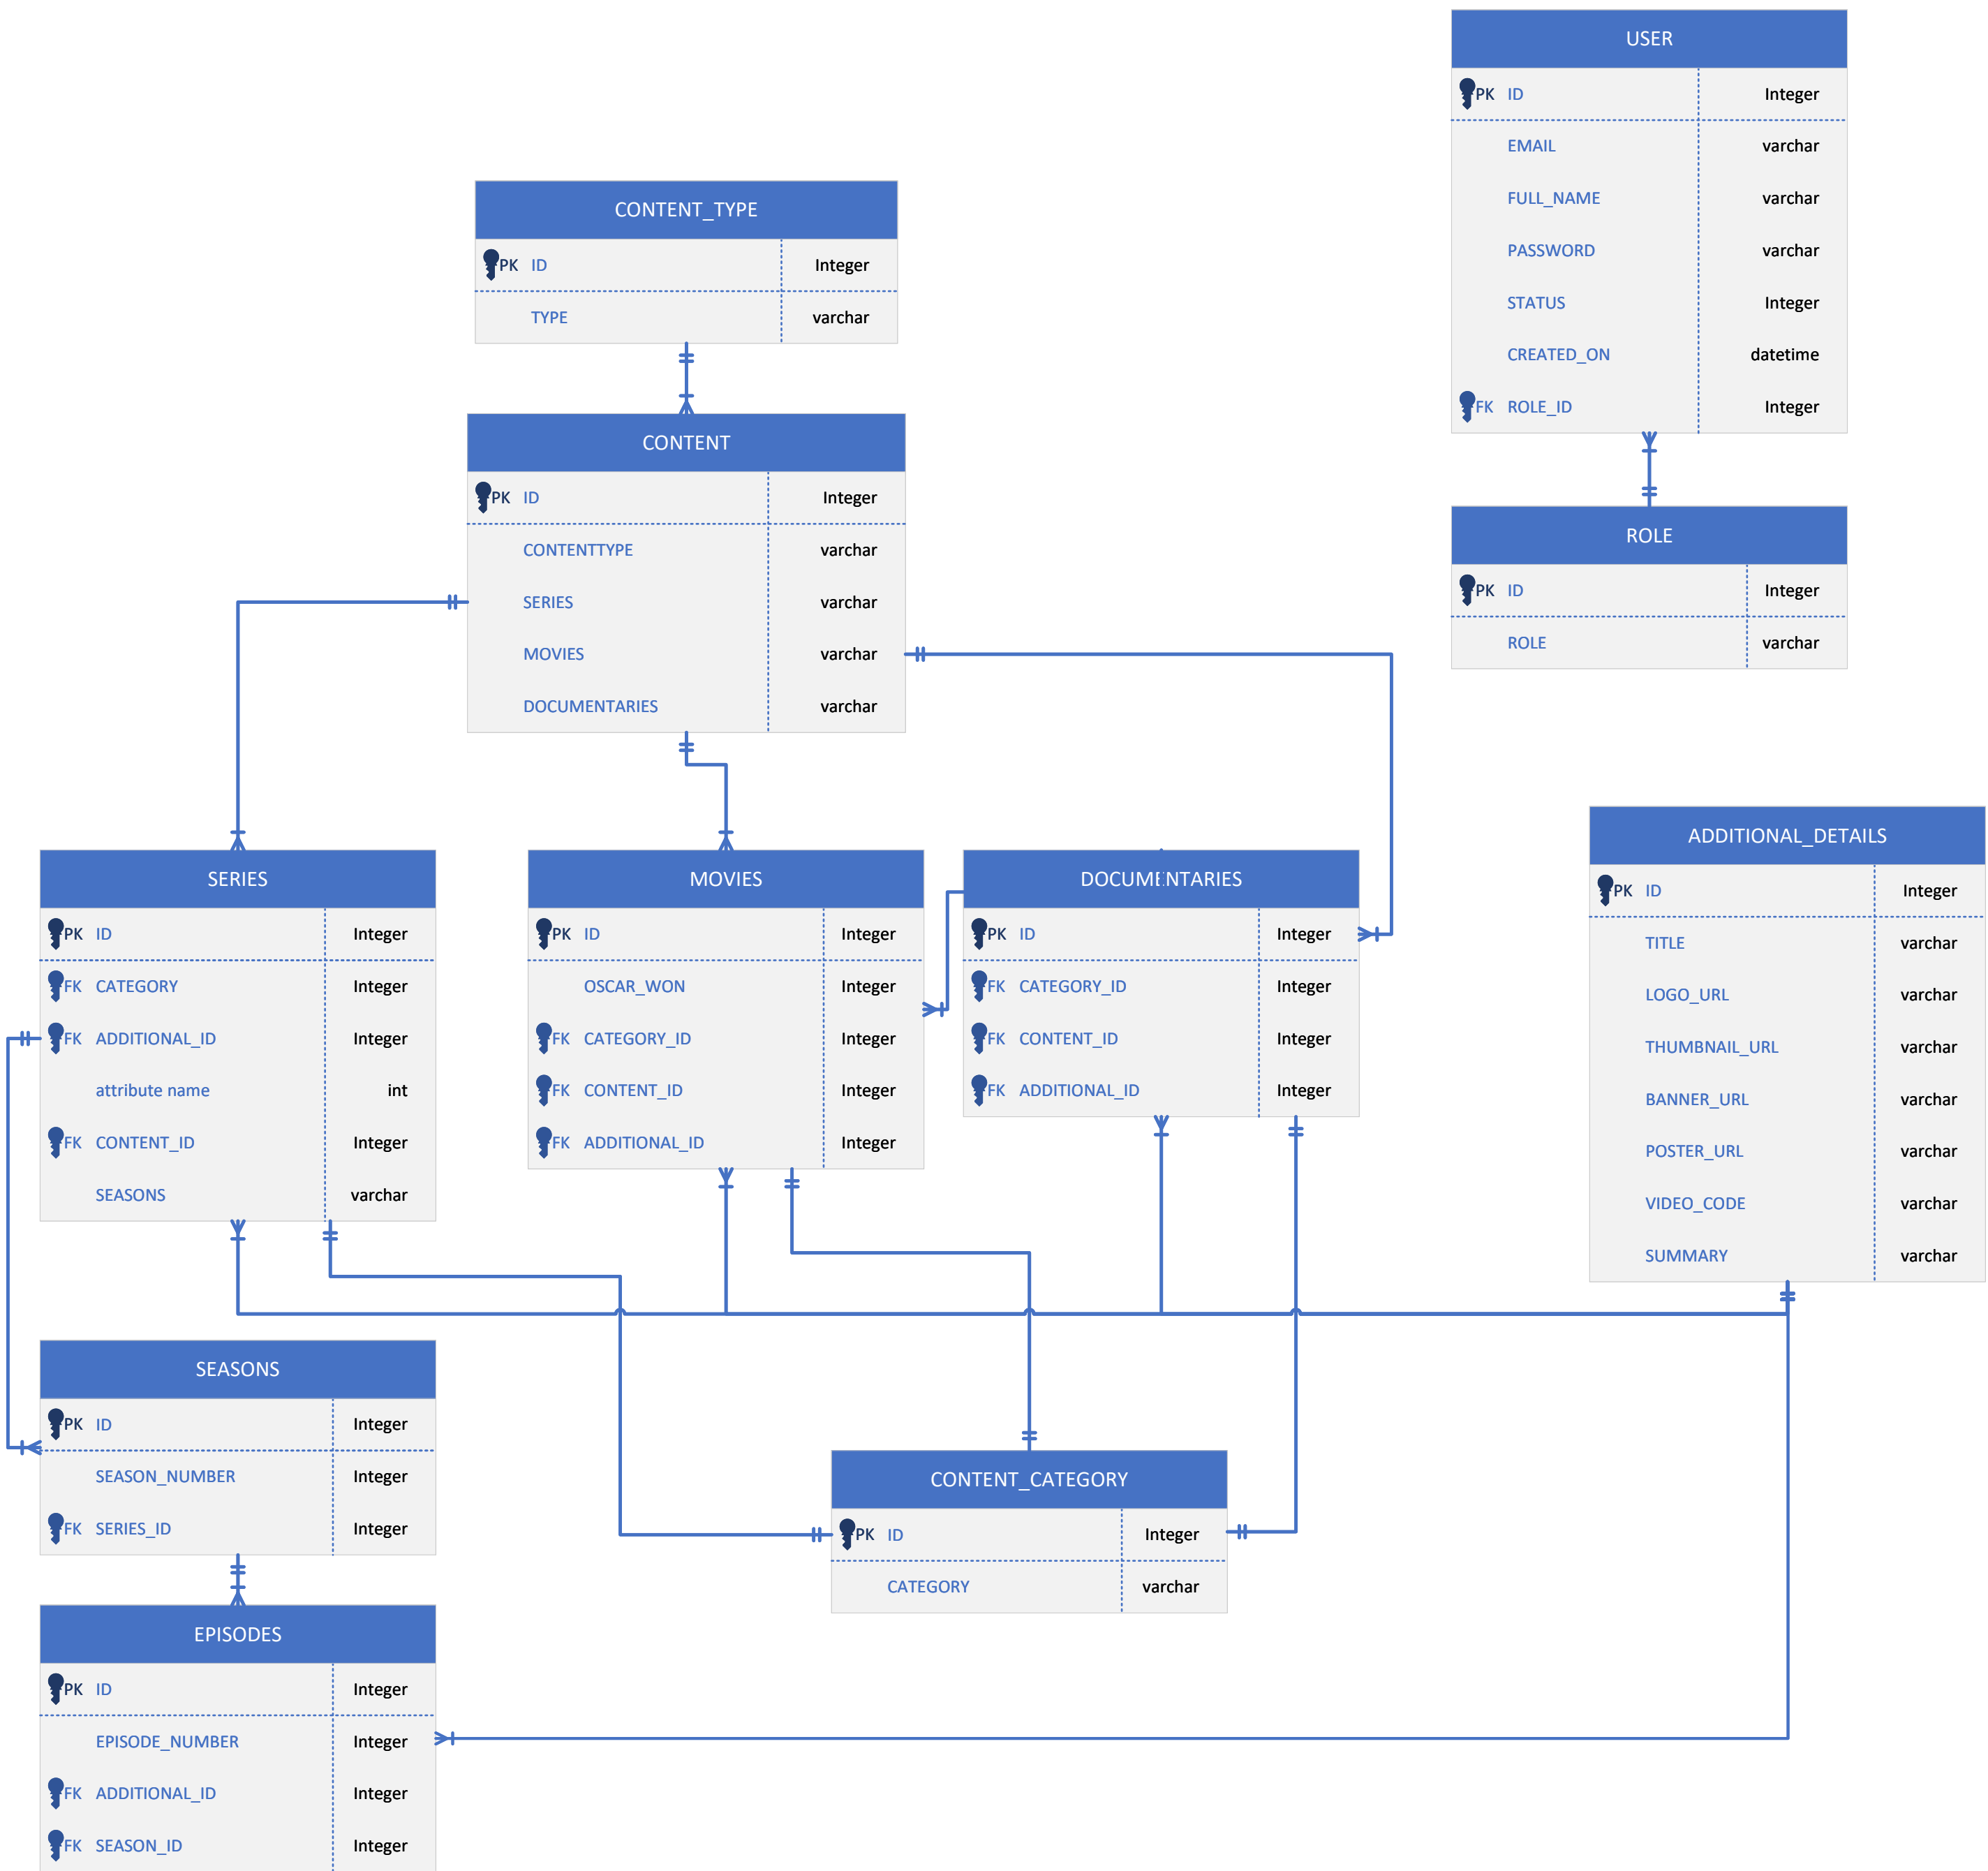 USER
PK ID Integer
EMAIL varchar
FULL_NAME varchar
PASSWORD varchar
STATUS Integer
CREATED_ON datetime
FK ROLE_ID Integer
CONTENT_TYPE
PK ID Integer
TYPE varchar
CONTENT
PK ID Integer
CONTENTTYPE varchar
SERIES varchar
MOVIES varchar
DOCUMENTARIES varchar
ROLE
PK ID Integer
ROLE varchar
SERIES
PK ID Integer
FK CATEGORY Integer
FK ADDITIONAL_ID Integer
attribute name int
FK CONTENT_ID Integer
SEASONS varchar
MOVIES
PK ID Integer
OSCAR_WON Integer
FK CATEGORY_ID Integer
FK CONTENT_ID Integer
FK ADDITIONAL_ID Integer
DOCUMENTARIES
PK ID Integer
FK CATEGORY_ID Integer
FK CONTENT_ID Integer
FK ADDITIONAL_ID Integer
ADDITIONAL_DETAILS
PK ID Integer
TITLE varchar
LOGO_URL varchar
THUMBNAIL_URL varchar
BANNER_URL varchar
POSTER_URL varchar
VIDEO_CODE varchar
SUMMARY varchar
SEASONS
PK ID Integer
SEASON_NUMBER Integer
FK SERIES_ID Integer
CONTENT_CATEGORY
PK ID Integer
CATEGORY varchar
EPISODES
PK ID Integer
EPISODE_NUMBER Integer
FK ADDITIONAL_ID Integer
FK SEASON_ID Integer